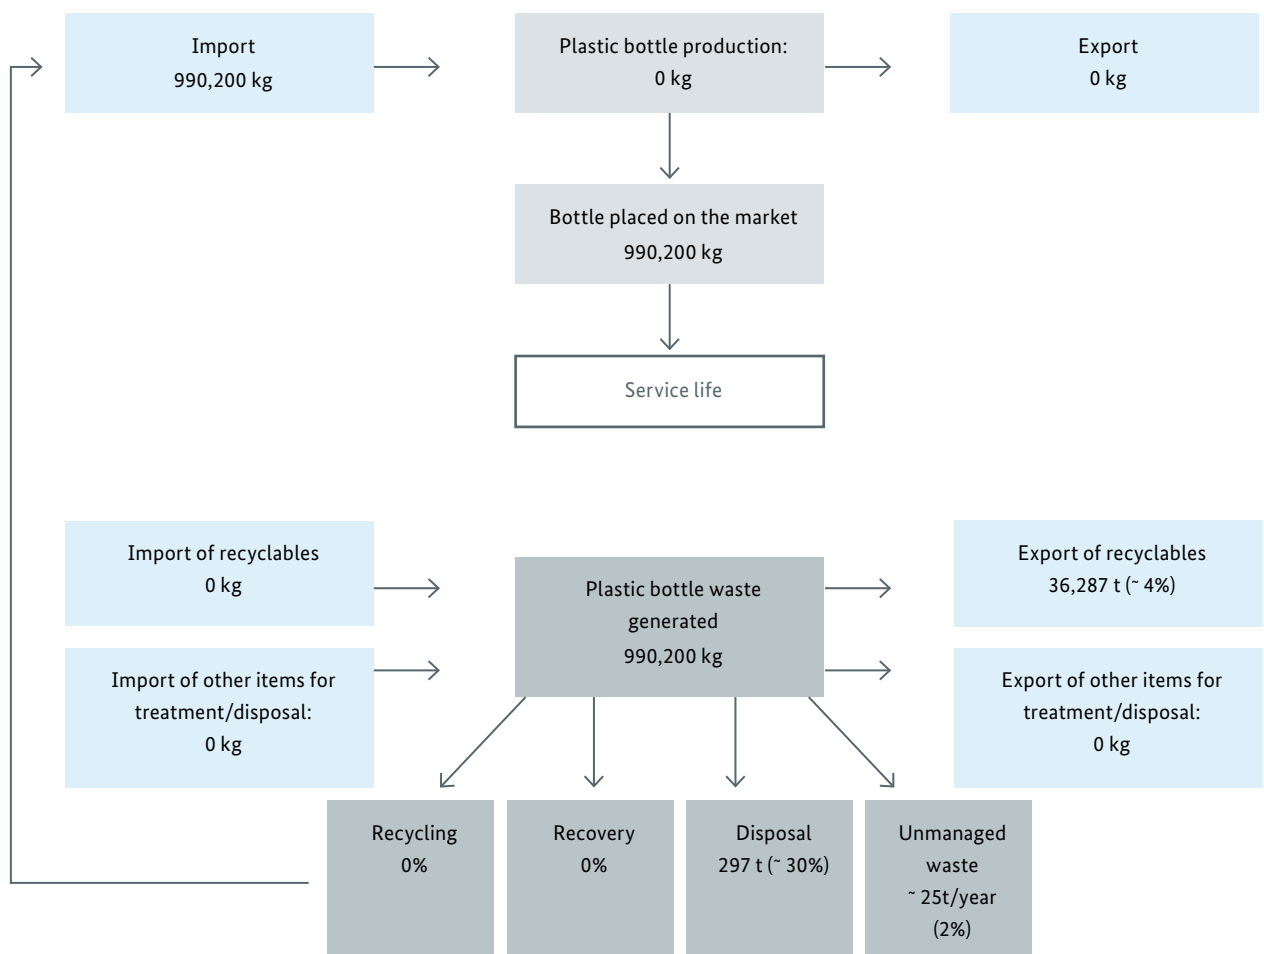 Import
990,200 kg
Plastic bottle production:
0 kg
Export
0 kg
Bottle placed on the market
990,200 kg
Service life
Import of recyclables
0 kg
Export of recyclables
36,287 t (~ 4%)
Plastic bottle waste
generated
990,200 kg
Import of other items for
treatment/disposal:
0 kg
Export of other items for
treatment/disposal:
0 kg
Recycling
0%
Recovery
0%
Disposal
297 t (~ 30%)
Unmanaged
waste
~ 25t/year
(2%)